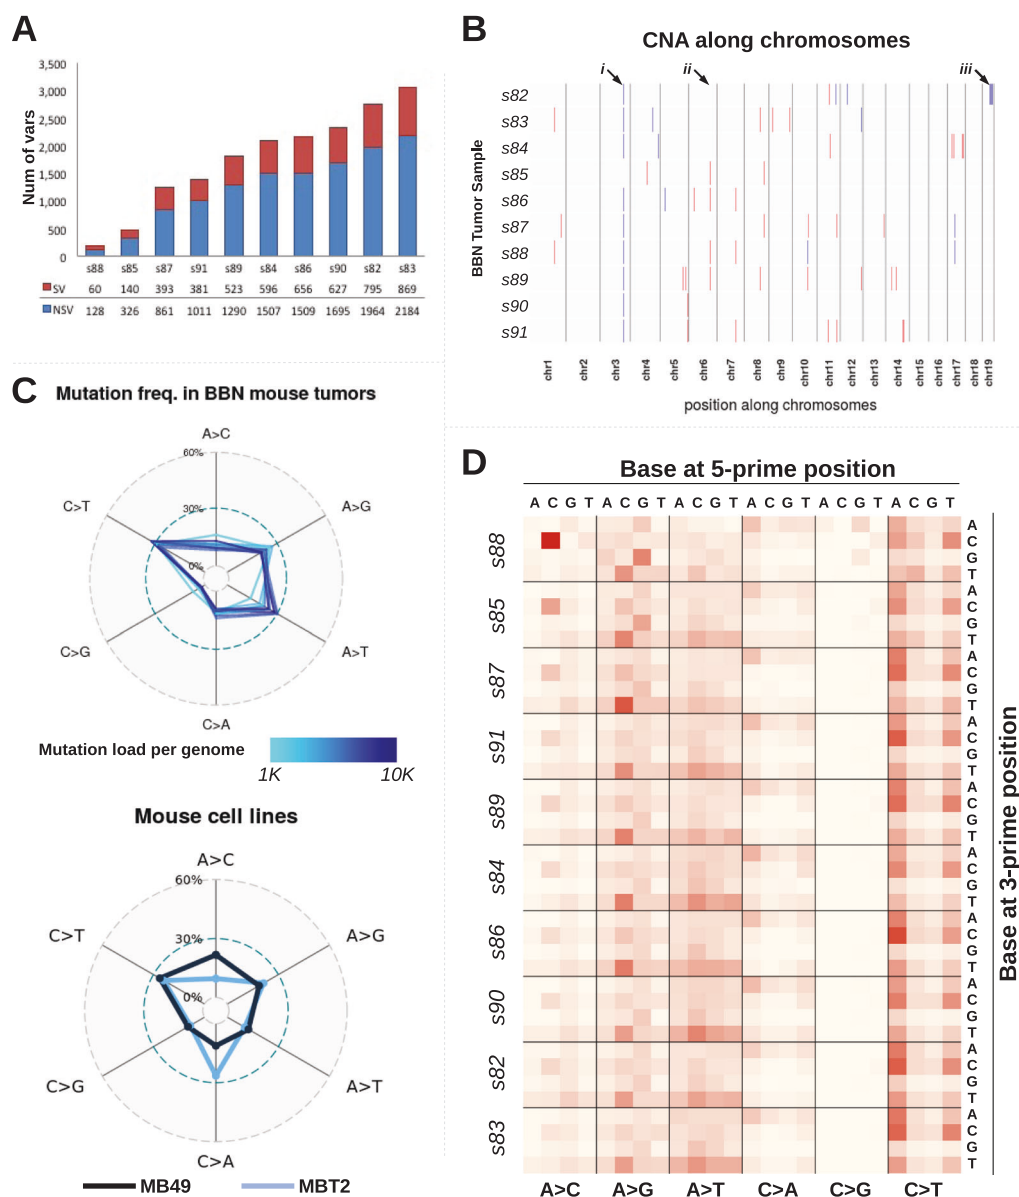 A
3,500
3,000
2,500
2,000
1,500
1,000
500
0
Num of vars
s88 s85 s87 s91 s89 s84 s86 s90 s82 s83
SV 60 140 393 381 523 596 656 627 795 869
NSV 128 326 861 1011 1290 1507 1509 1695 1964 2184
B
CNA along chromosomes
i ii iii
BBN Tumor Sample
s82
s83
s84
s85
s86
s87
s88
s89
s90
s91
chr1 chr2 chr3 chr4 chr5 chr6 chr7 chr8 chr9 chr10 chr11 chr12 chr13 chr14 chr15 chr16 chr17 chr18 chr19
position along chromosomes
C
Mutation freq. in BBN mouse tumors
A>C
60%
C>T A>G
30%
0%
C>G A>T
C>A
Mutation load per genome
1K 10K
Mouse cell lines
A>C
60%
C>T A>G
30%
0%
C>G A>T
C>A
MB49 MBT2
D
Base at 5-prime position
A C G T A C G T A C G T A C G T A C G T A C G T
s88
A
C
G
T
s85
A
C
G
T
s87
A
C
G
T
s91
A
C
G
T
s89
A
C
G
T
s84
A
C
G
T
s86
A
C
G
T
s90
A
C
G
T
s82
A
C
G
T
s83
A
C
G
T
Base at 3-prime position
A>C A>G A>T C>A C>G C>T